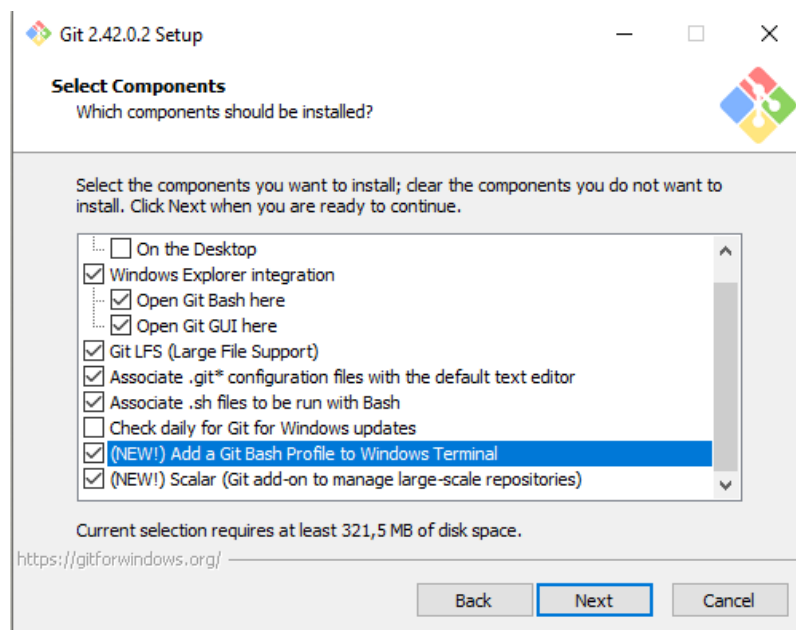 Git 2.42.0.2 Setup
Select Components
Which components should be installed?
Select the components you want to install; clear the components you do not want to
install. Click Next when you are ready to continue.
On the Desktop
Windows Explorer integration
Open Git Bash here
Open Git GUI here
Git LFS (Large File Support)
Associate .git* configuration files with the default text editor
Associate .sh files to be run with Bash
Check daily for Git for Windows updates
(NEW!) Add a Git Bash Profile to Windows Terminal
(NEW!) Scalar (Git add-on to manage large-scale repositories)
Current selection requires at least 321,5 MB of disk space.
https://gitforwindows.org/
Back Next Cancel